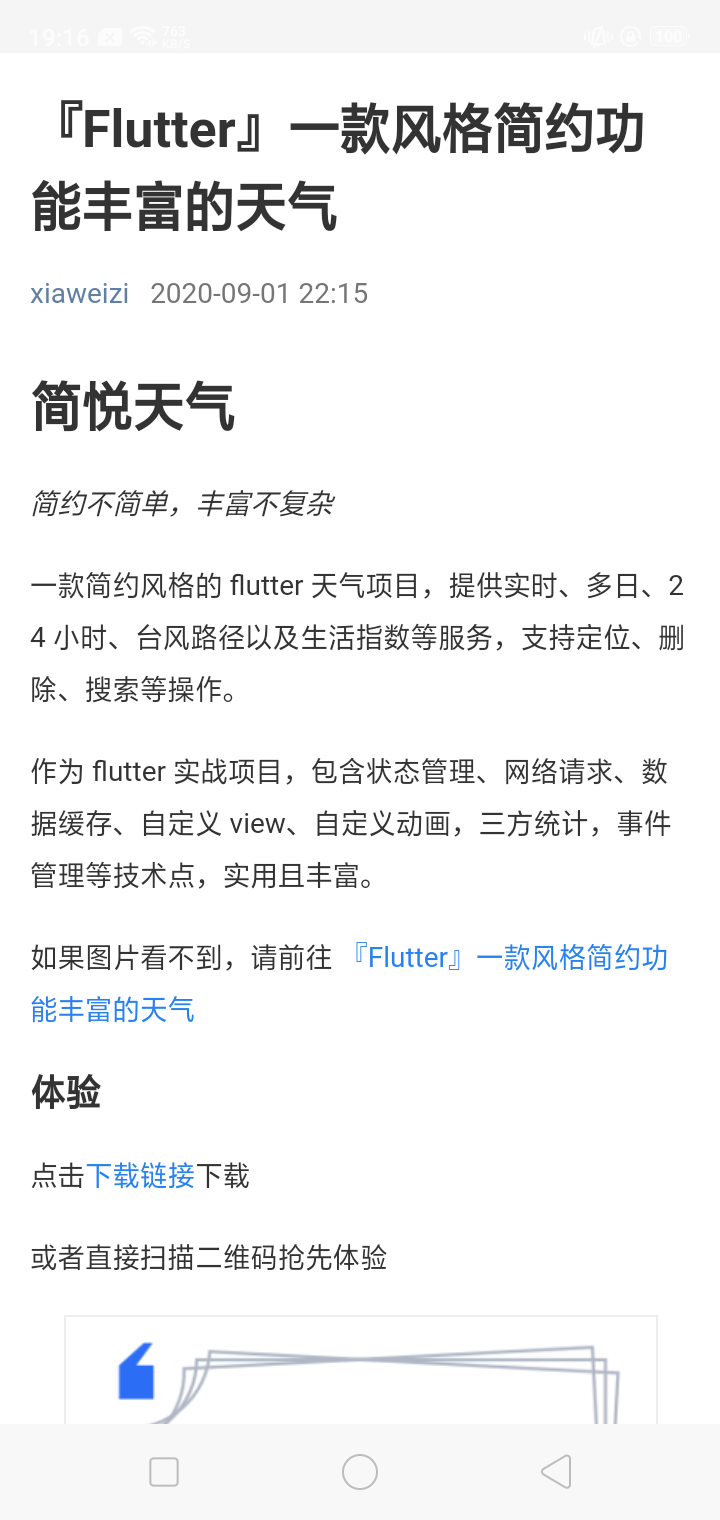 19:16 763 KB/S 100
『Flutter』一款风格简约功
能丰富的天气
xiaweizi 2020-09-01 22:15
简悦天气
简约不简单，丰富不复杂
一款简约风格的 flutter 天气项目，提供实时、多日、2
4 小时、台风路径以及生活指数等服务，支持定位、删
除、搜索等操作。
作为 flutter 实战项目，包含状态管理、网络请求、数
据缓存、自定义 view、自定义动画，三方统计，事件
管理等技术点，实用且丰富。
如果图片看不到，请前往 『Flutter』一款风格简约功
能丰富的天气
体验
点击下载链接下载
或者直接扫描二维码抢先体验